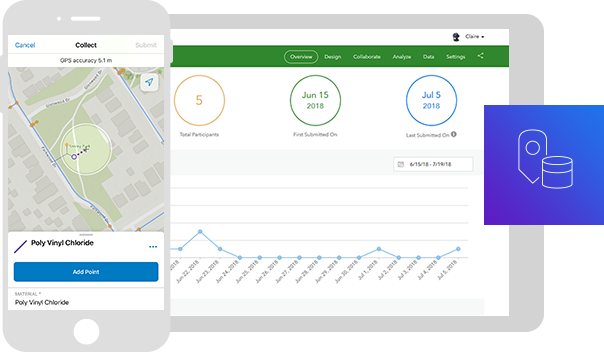 Cancel Collect Submit
GPS accuracy 5.1 m
Poly Vinyl Chloride
Add Point
MATERIAL *
Poly Vinyl Chloride
Claire
Overview Design Collaborate Analyze Data Settings
5
Total Participants
Jun 15
2018
First Submitted On
Jul 5
2018
Last Submitted On
6/15/18 - 7/19/18
Jun 22, 2018
Jun 23, 2018
Jun 24, 2018
Jun 25, 2018
Jun 26, 2018
Jun 27, 2018
Jun 28, 2018
Jun 29, 2018
Jun 30, 2018
Jul 1, 2018
Jul 2, 2018
Jul 3, 2018
Jul 4, 2018
Jul 5, 2018